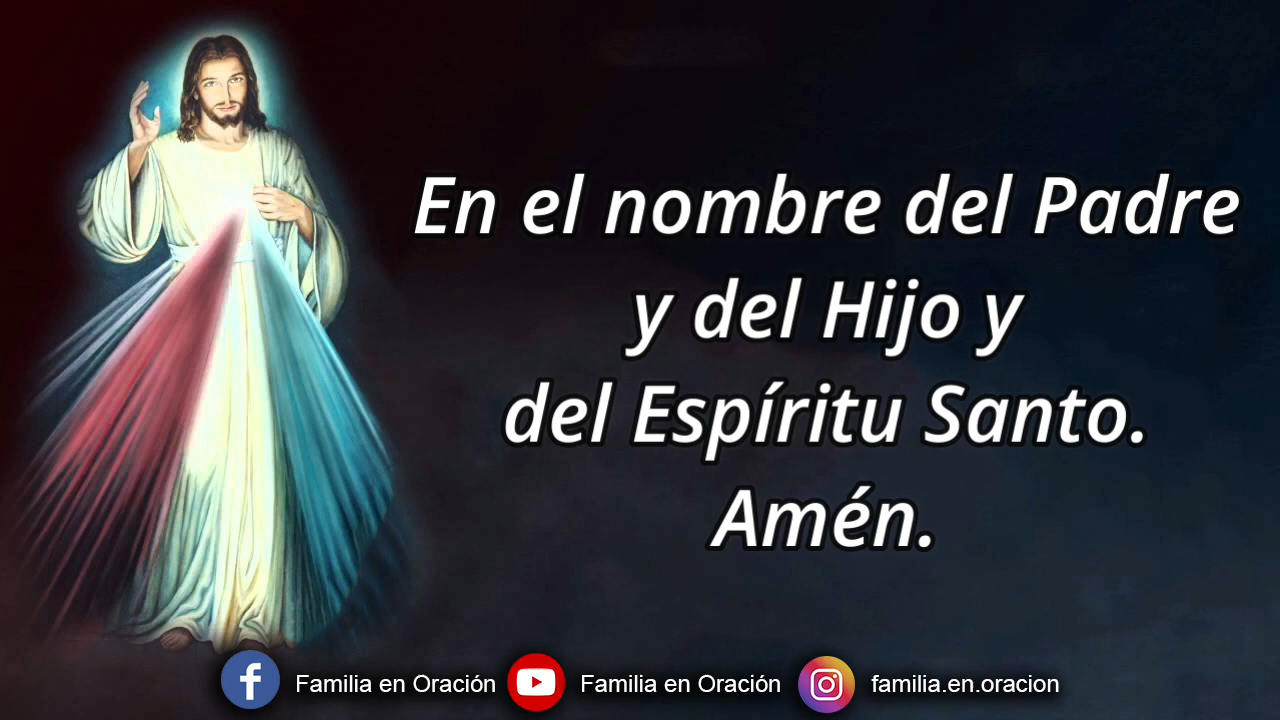 En el nombre del Padre
y del Hijo y
del Espíritu Santo.
Amén.
Familia en Oración
Familia en Oración
familia.en.oracion